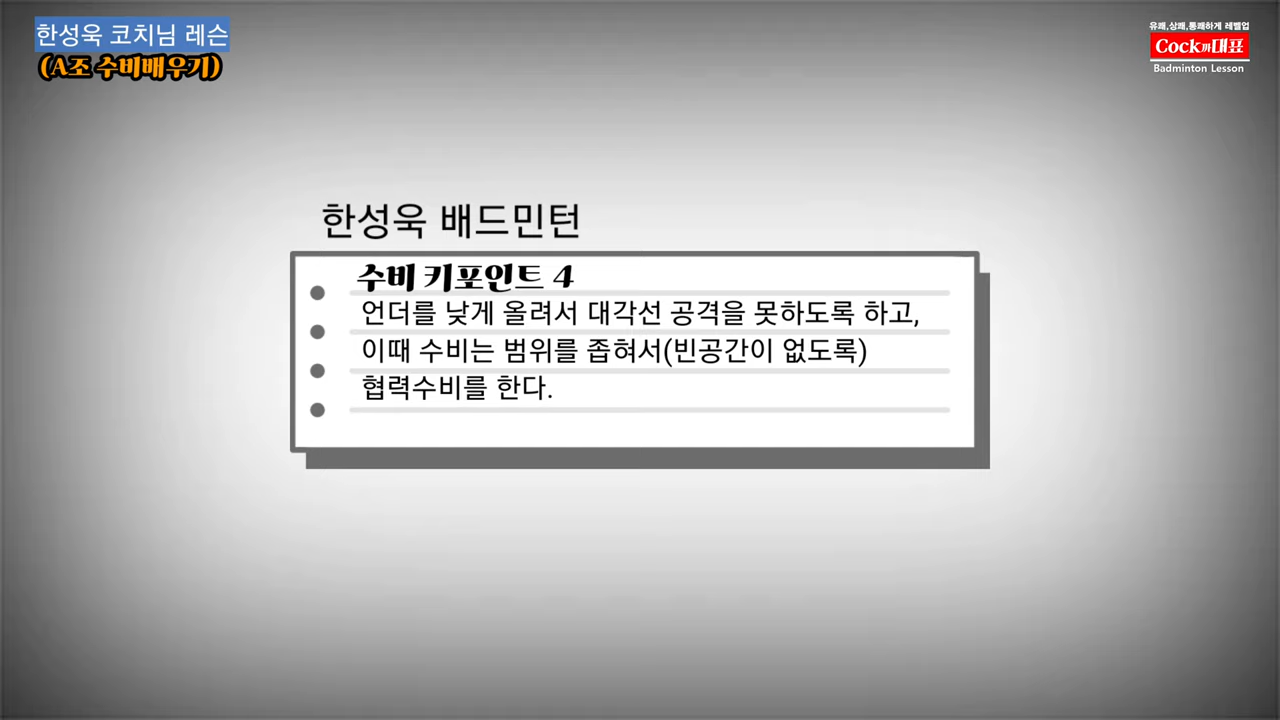 한성욱 코치님 레슨
(A조 수비배우기)
유쾌,상쾌,통쾌하게 레벨업
Cock까대표
Badminton Lesson
한성욱 배드민턴
수비 키포인트 4
언더를 낮게 올려서 대각선 공격을 못하도록 하고,
이때 수비는 범위를 좁혀서(빈공간이 없도록)
협력수비를 한다.